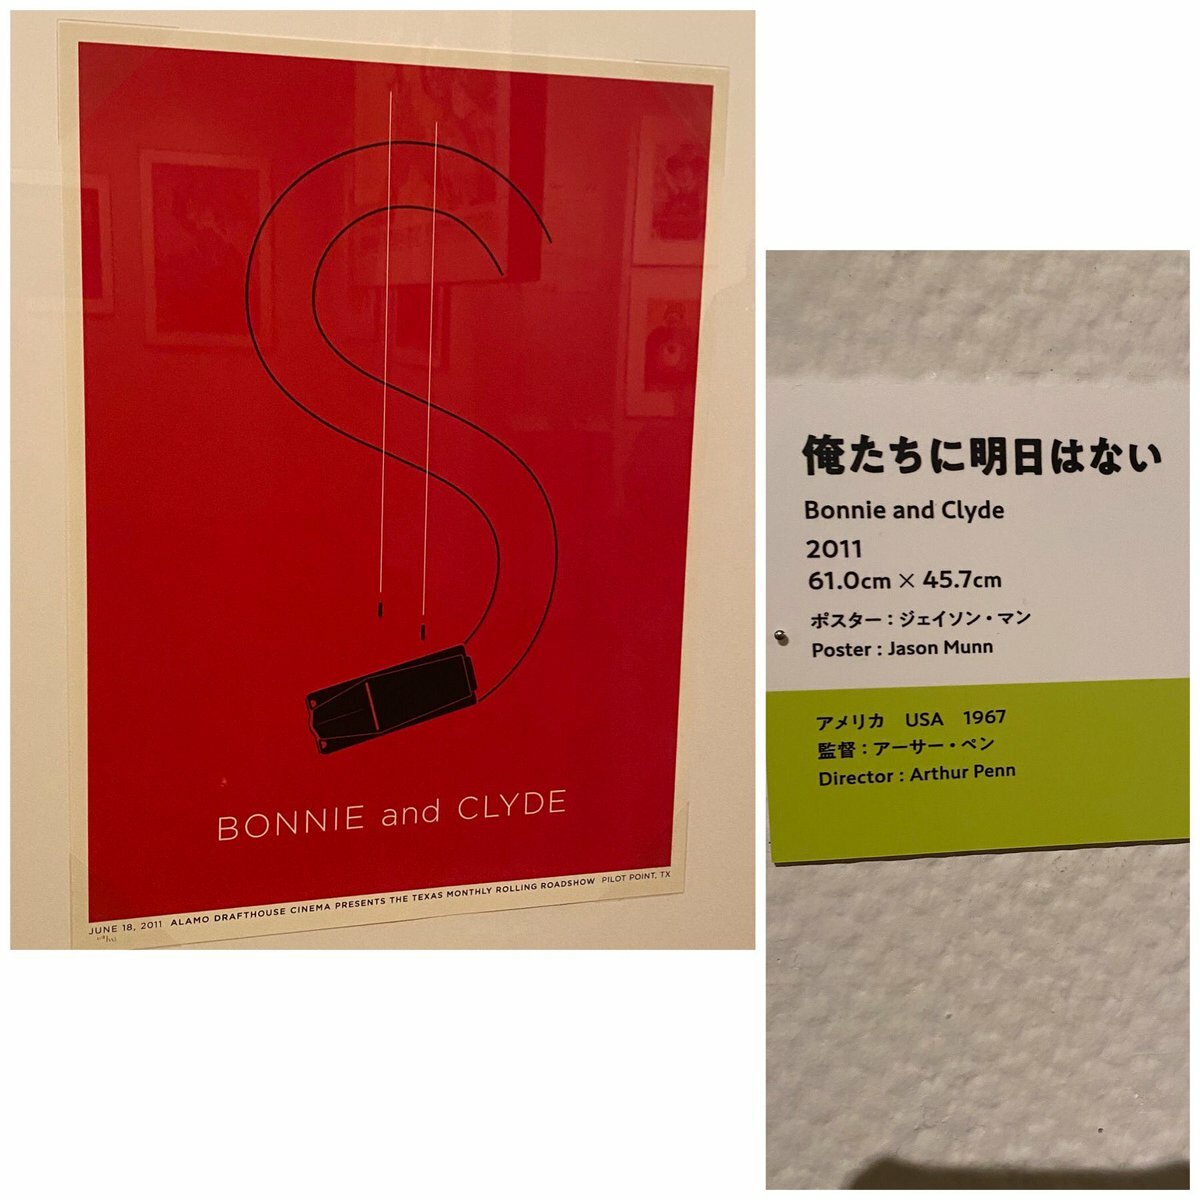 BONNIE and CLYDE
JUNE 18, 2011 ALAMO DRAFTHOUSE CINEMA PRESENTS THE TEXAS MONTHLY ROLLING ROADSHOW PILOT POINT, TX
俺たちに明日はない
Bonnie and Clyde
2011
61.0cm × 45.7cm
ポスター：ジェイソン・マン
Poster : Jason Munn
アメリカ USA 1967
監督：アーサー・ペン
Director : Arthur Penn